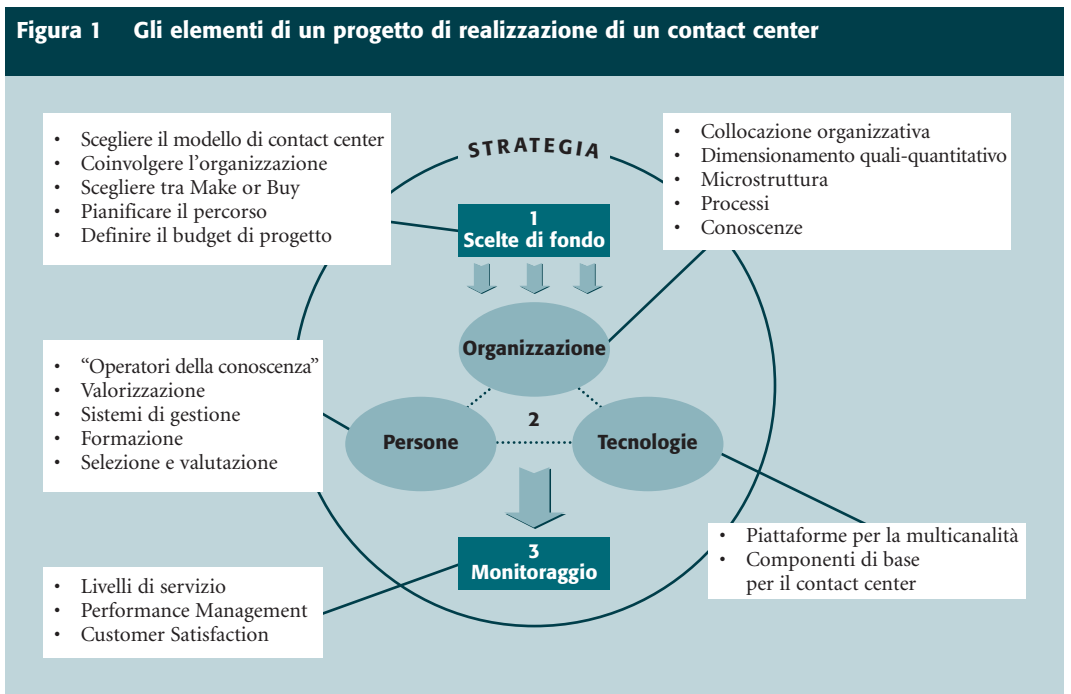 Figura 1 Gli elementi di un progetto di realizzazione di un contact center
• Scegliere il modello di contact center
• Coinvolgere l’organizzazione
• Scegliere tra Make or Buy
• Pianificare il percorso
• Definire il budget di progetto
STRATEGIA
• Collocazione organizzativa
• Dimensionamento quali-quantitativo
• Microstruttura
• Processi
• Conoscenze
1
Scelte di fondo
Organizzazione
• “Operatori della conoscenza”
• Valorizzazione
• Sistemi di gestione
• Formazione
• Selezione e valutazione
Persone
2
Tecnologie
• Piattaforme per la multicanalità
• Componenti di base
per il contact center
3
Monitoraggio
• Livelli di servizio
• Performance Management
• Customer Satisfaction